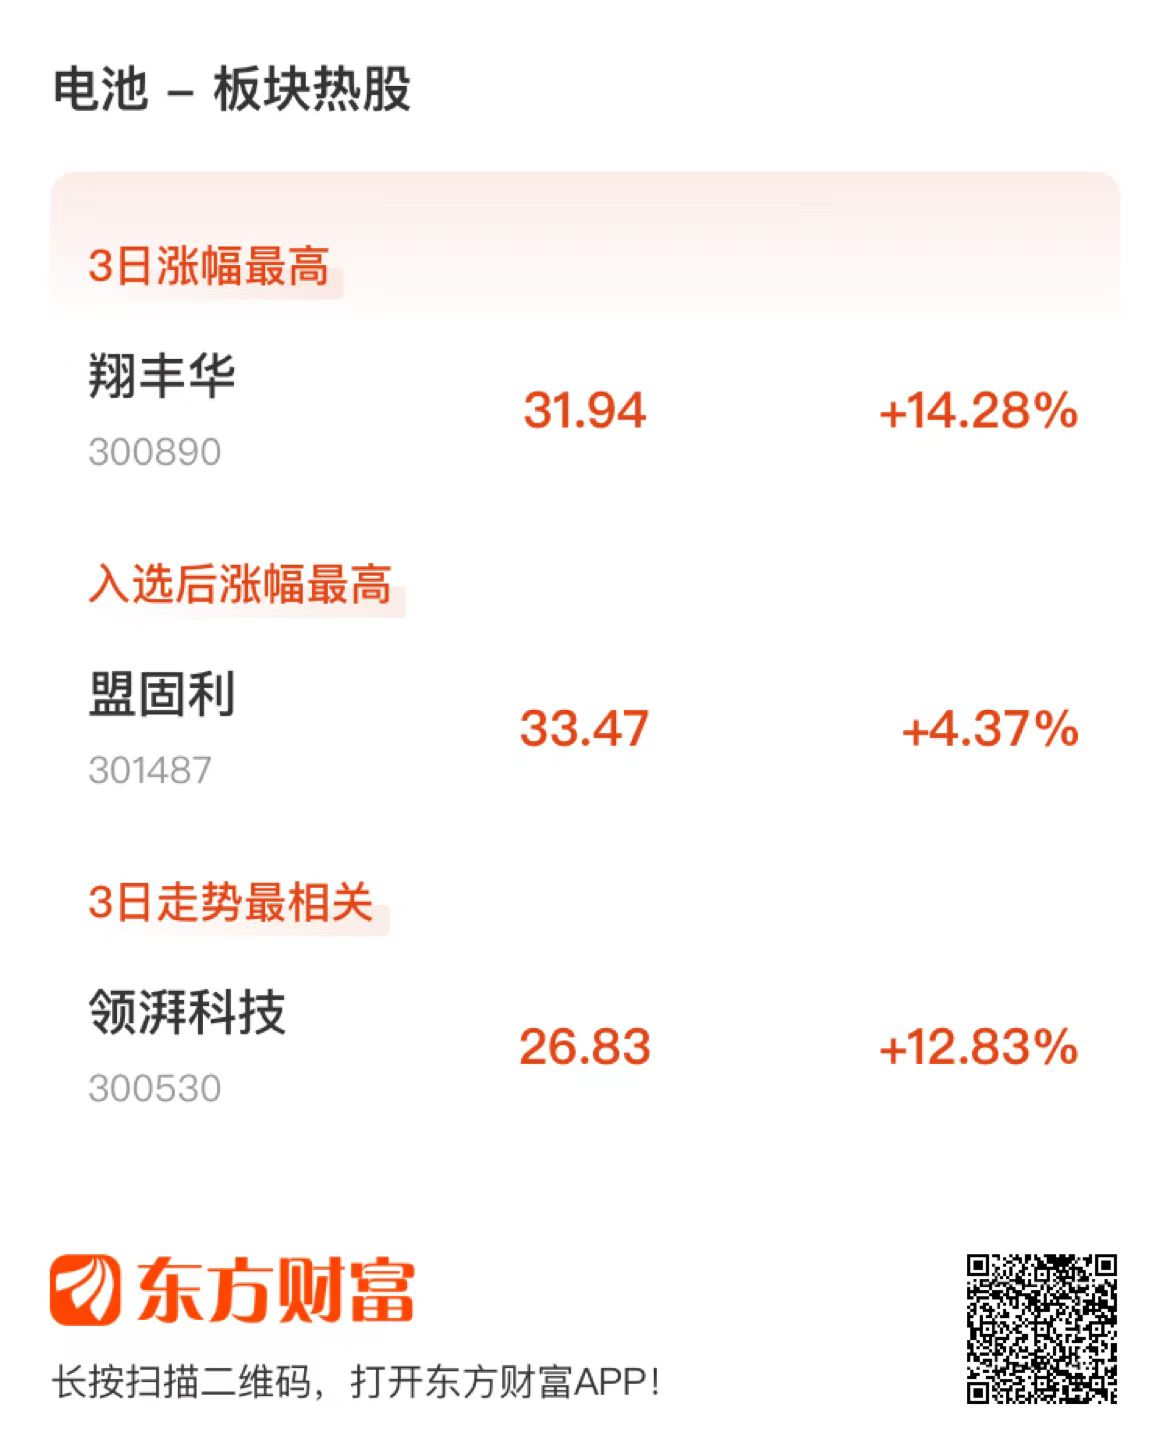 电池 – 板块热股
3日涨幅最高
翔丰华
31.94
+14.28%
300890
入选后涨幅最高
盟固利
33.47
+4.37%
301487
3日走势最相关
领湃科技
26.83
+12.83%
300530
东方财富
长按扫描二维码，打开东方财富APP！